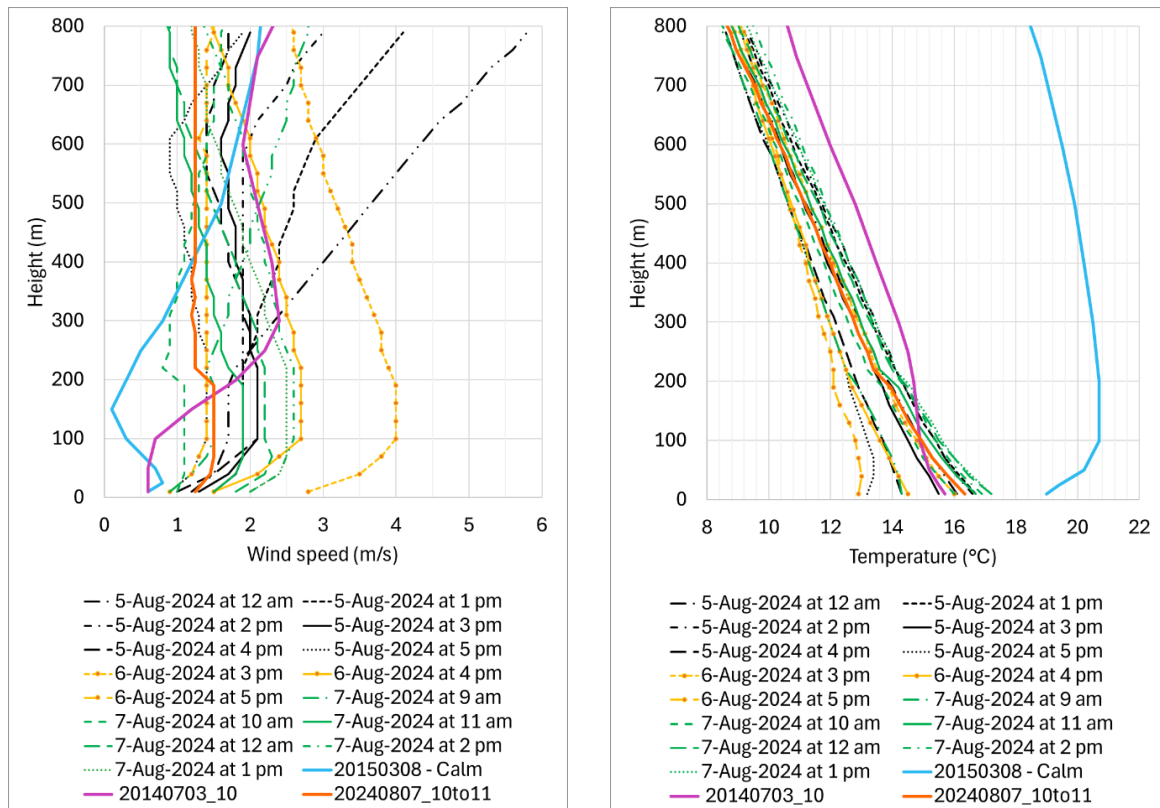 800
700
600
500
400
300
200
100
0
Height (m)
0 1 2 3 4 5 6
Wind speed (m/s)
5-Aug-2024 at 12 am 5-Aug-2024 at 1 pm
5-Aug-2024 at 2 pm 5-Aug-2024 at 3 pm
5-Aug-2024 at 4 pm 5-Aug-2024 at 5 pm
6-Aug-2024 at 3 pm 6-Aug-2024 at 4 pm
6-Aug-2024 at 5 pm 7-Aug-2024 at 9 am
7-Aug-2024 at 10 am 7-Aug-2024 at 11 am
7-Aug-2024 at 12 am 7-Aug-2024 at 2 pm
7-Aug-2024 at 1 pm 20150308 - Calm
20140703_10 20240807_10to11
800
700
600
500
400
300
200
100
0
Height (m)
8 10 12 14 16 18 20 22
Temperature (°C)
5-Aug-2024 at 12 am 5-Aug-2024 at 1 pm
5-Aug-2024 at 2 pm 5-Aug-2024 at 3 pm
5-Aug-2024 at 4 pm 5-Aug-2024 at 5 pm
6-Aug-2024 at 3 pm 6-Aug-2024 at 4 pm
6-Aug-2024 at 5 pm 7-Aug-2024 at 9 am
7-Aug-2024 at 10 am 7-Aug-2024 at 11 am
7-Aug-2024 at 12 am 7-Aug-2024 at 2 pm
7-Aug-2024 at 1 pm 20150308 - Calm
20140703_10 20240807_10to11